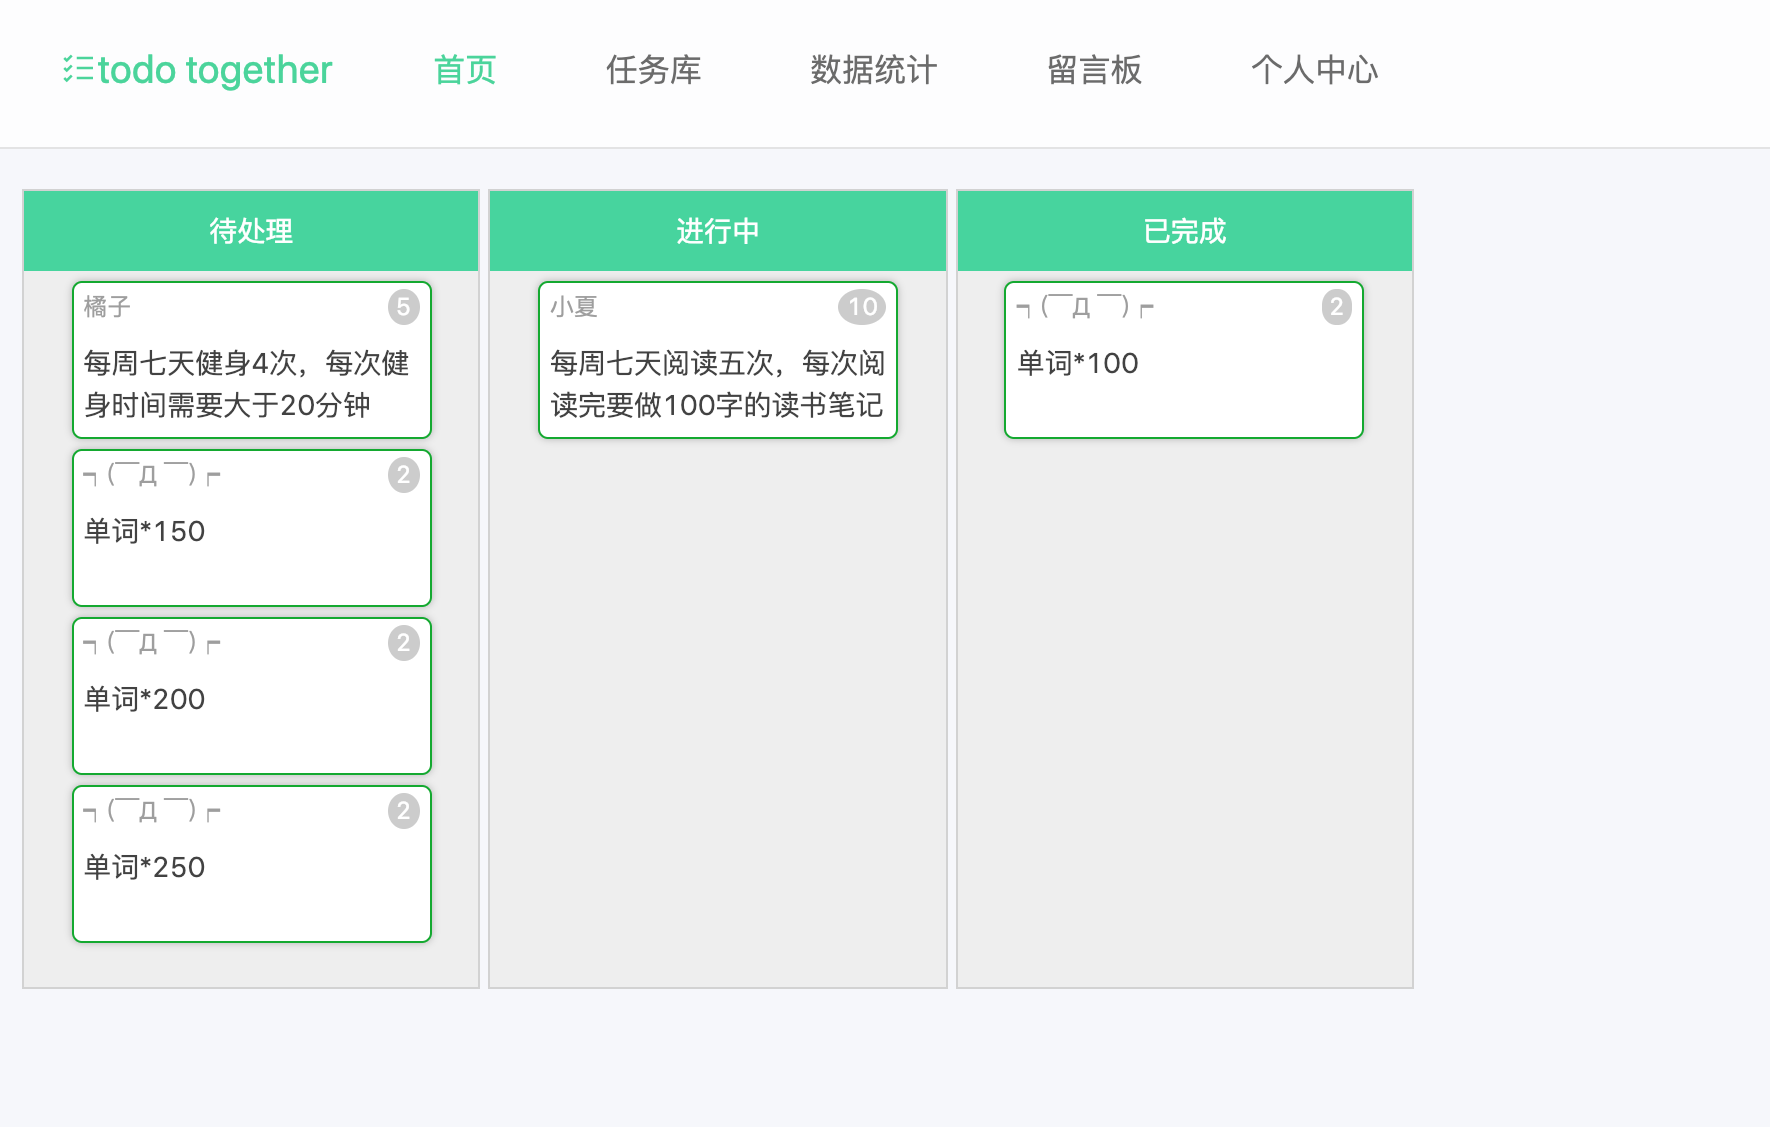 todo together
首页
任务库
数据统计
留言板
个人中心
待处理
橘子
5
每周七天健身4次，每次健
身时间需要大于20分钟
┑(￣Д ￣)┍
2
单词*150
┑(￣Д ￣)┍
2
单词*200
┑(￣Д ￣)┍
2
单词*250
进行中
小夏
10
每周七天阅读五次，每次阅
读完要做100字的读书笔记
已完成
┑(￣Д ￣)┍
2
单词*100